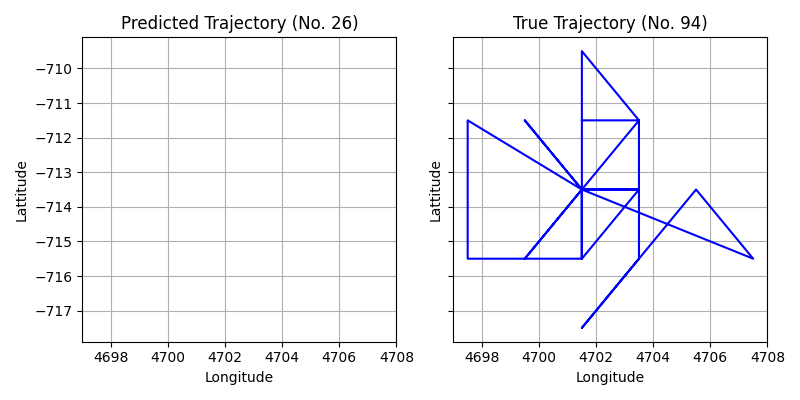 Predicted Trajectory (No. 26)
True Trajectory (No. 94)
Lattitude
−710
−711
−712
−713
−714
−715
−716
−717
4698 4700 4702 4704 4706 4708
Longitude
Lattitude
4698 4700 4702 4704 4706 4708
Longitude